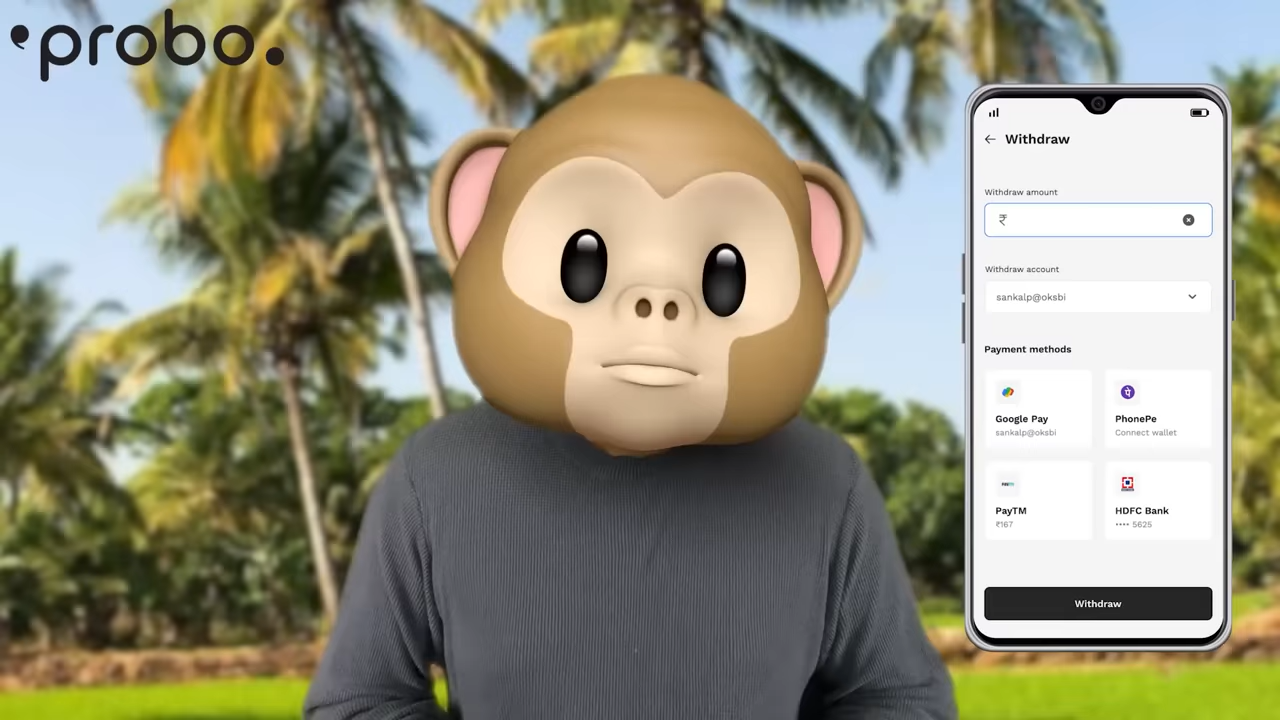 probo.
Withdraw
Withdraw amount
₹
Withdraw account
sankalp@oksbi
Payment methods
Google Pay
sankalp@oksbi
PhonePe
Connect wallet
PayTM
₹167
HDFC Bank
•••• 5625
Withdraw